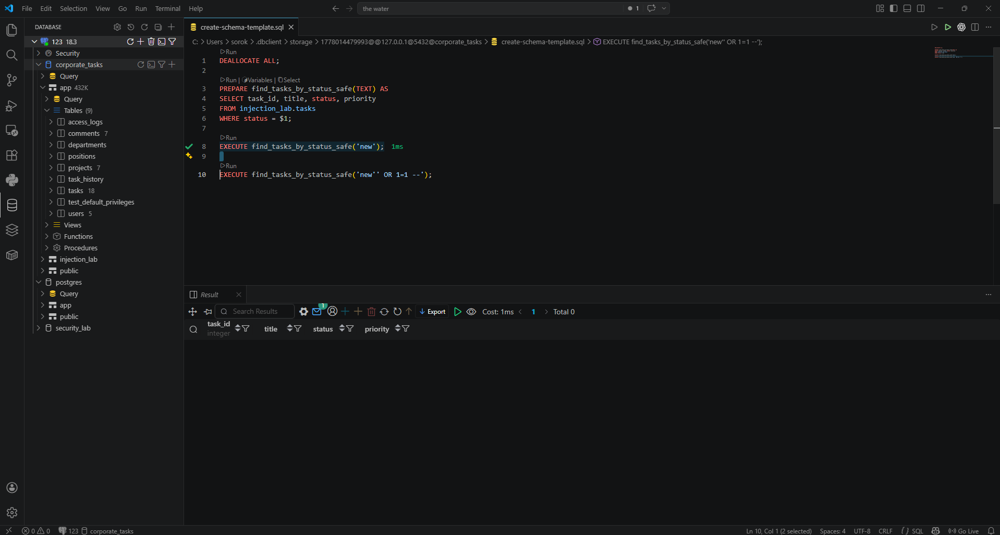 File Edit Selection View Go Run Terminal Help
the water
1
DATABASE
123 18.3
Security
corporate_tasks
Query
app 432K
Query
Tables (9)
access_logs
comments 7
departments
positions
projects 7
task_history
tasks 18
test_default_privileges
users 5
Views
Functions
Procedures
injection_lab
public
postgres
Query
app
public
security_lab
create-schema-template.sql
C: > Users > sorok > .dbclient > storage > 1778014479993@@127.0.0.1@5432@corporate_tasks > create-schema-template.sql > EXECUTE find_tasks_by_status_safe('new'' OR 1=1 --');
Run
1 DEALLOCATE ALL;
2
Run | Variables | Select
3 PREPARE find_tasks_by_status_safe(TEXT) AS
4 SELECT task_id, title, status, priority
5 FROM injection_lab.tasks
6 WHERE status = $1;
7
Run
8 EXECUTE find_tasks_by_status_safe('new'); 1ms
9
Run
10 EXECUTE find_tasks_by_status_safe('new'' OR 1=1 --');
Result
Search Results
1
Export
Cost: 1ms
1
Total 0
task_id integer
title
status
priority
0 0 123 corporate_tasks
Ln 10, Col 1 (2 selected) Spaces: 4 UTF-8 CRLF {} SQL Go Live